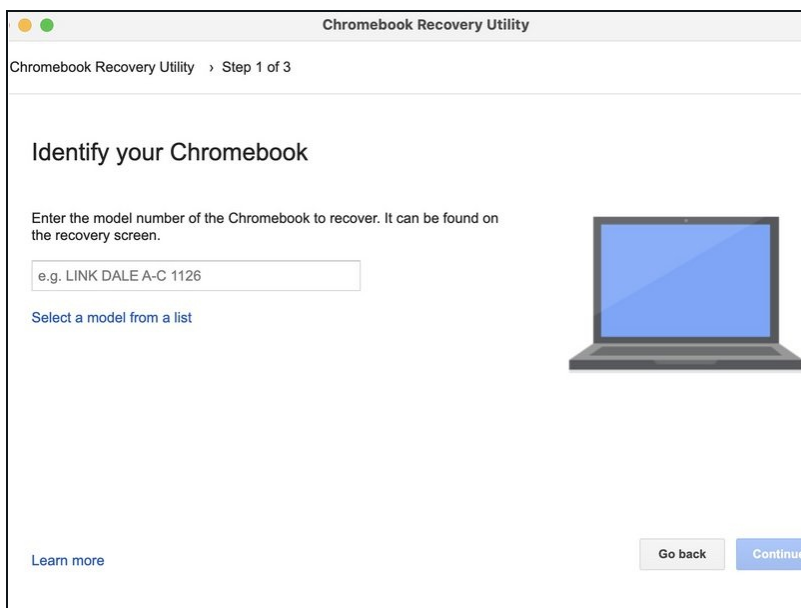 Chromebook Recovery Utility
Chromebook Recovery Utility › Step 1 of 3
Identify your Chromebook
Enter the model number of the Chromebook to recover. It can be found on
the recovery screen.
e.g. LINK DALE A-C 1126
Select a model from a list
Learn more
Go back
Continue